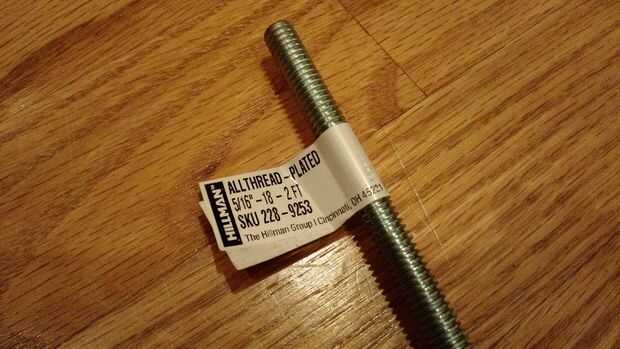 HILLMAN
ALLTHREAD-PLATED
5/16"-18-2 FT
SKU 228-9253
The Hillman Group | Cincinnati, OH 45231